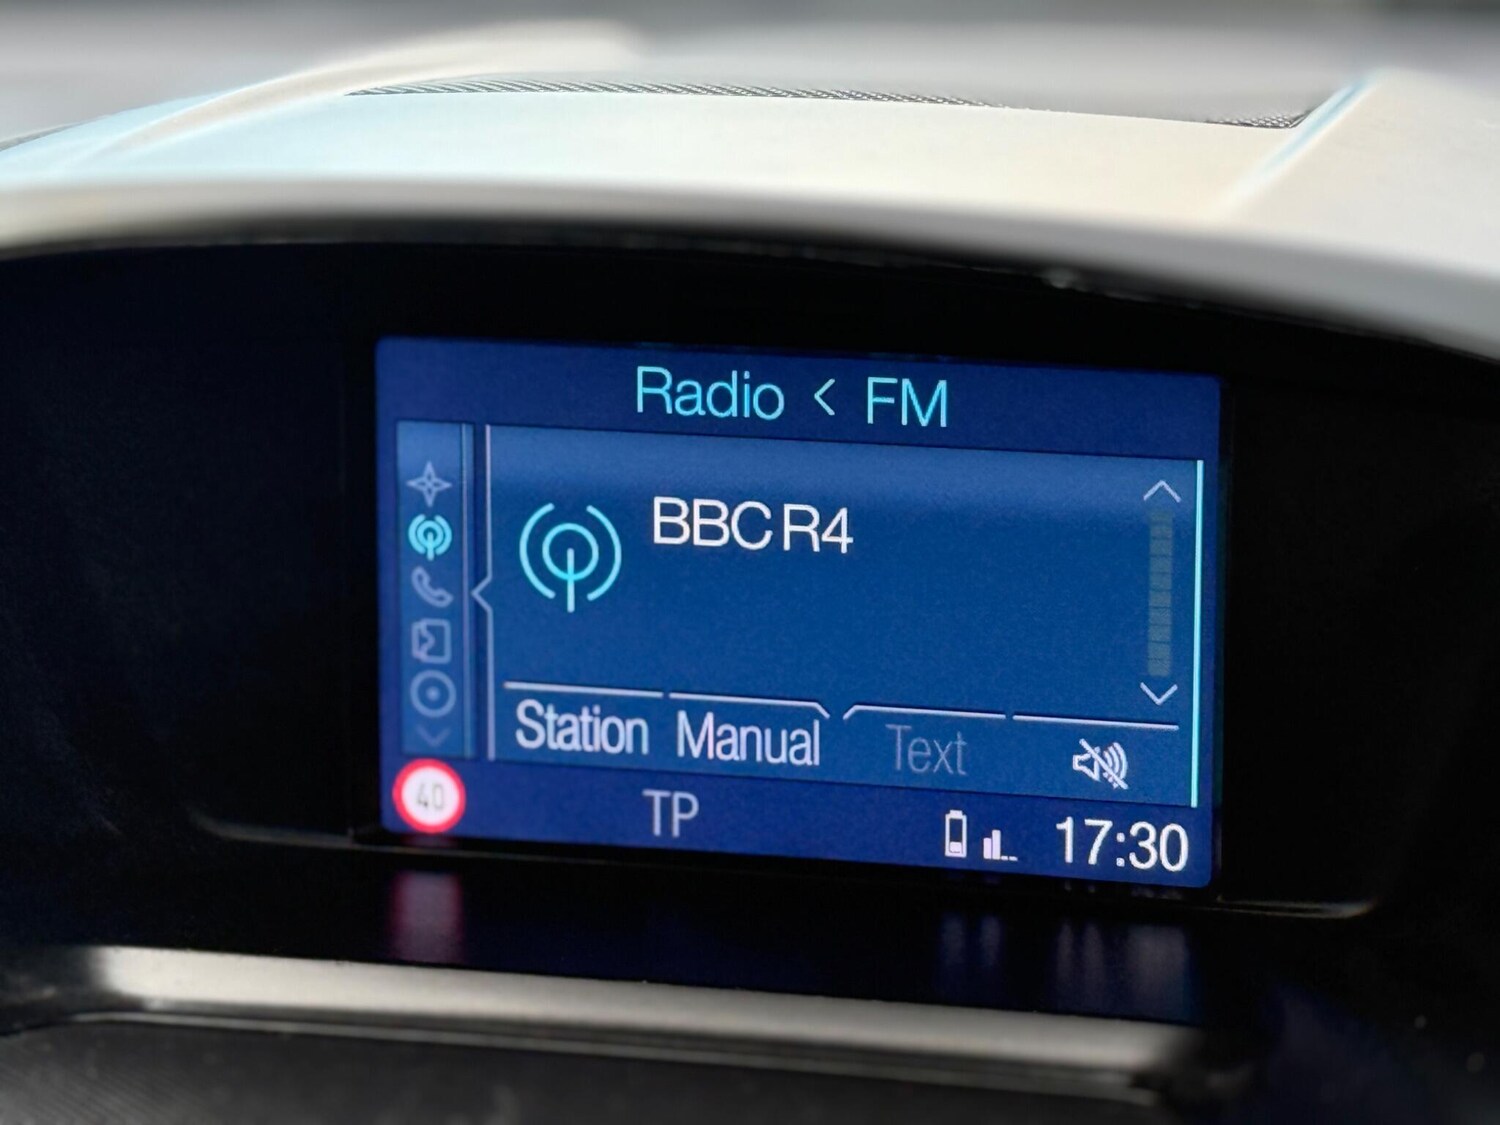 Radio < FM
BBC R4
Station Manual Text
40 TP 17:30